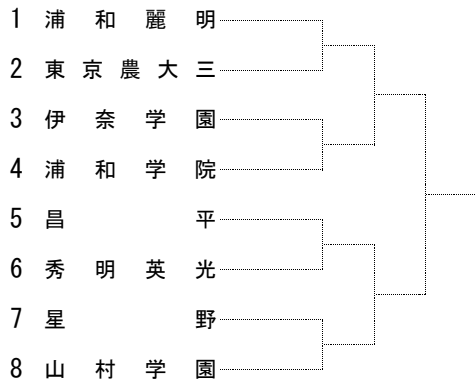 1 浦和麗明
2 東京農大三
3 伊奈学園
4 浦和学院
5 昌平
6 秀明英光
7 星野
8 山村学園